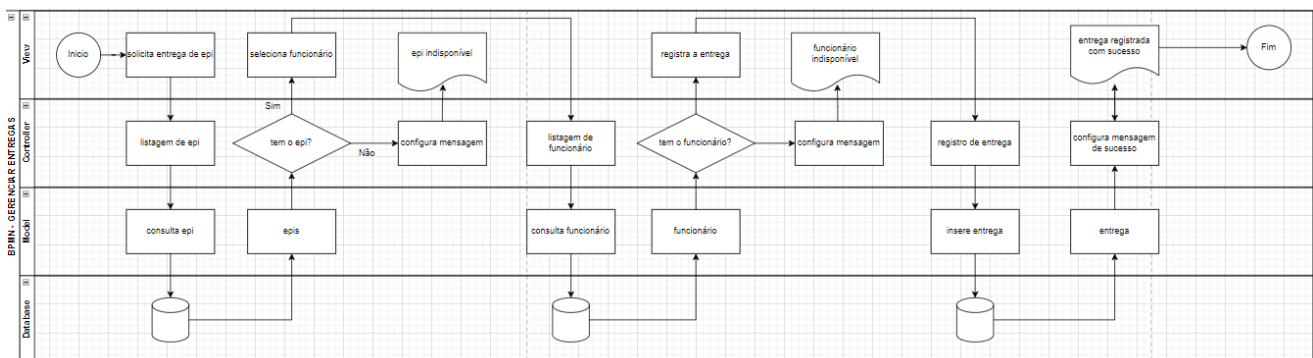 BPMN - GERENCIAR ENTREGAS
View
Inicio
solicita entrega de epi
seleciona funcionário
epi indisponível
registra a entrega
funcionário
indisponível
entrega registrada
com sucesso
Fim
Controller
listagem de epi
Sim
tem o epi?
Não
configura mensagem
listagem de
funcionário
tem o funcionário?
configura mensagem
registro de entrega
configura mensagem
de sucesso
Model
consulta epi
epis
consulta funcionário
funcionário
insere entrega
entrega
Database